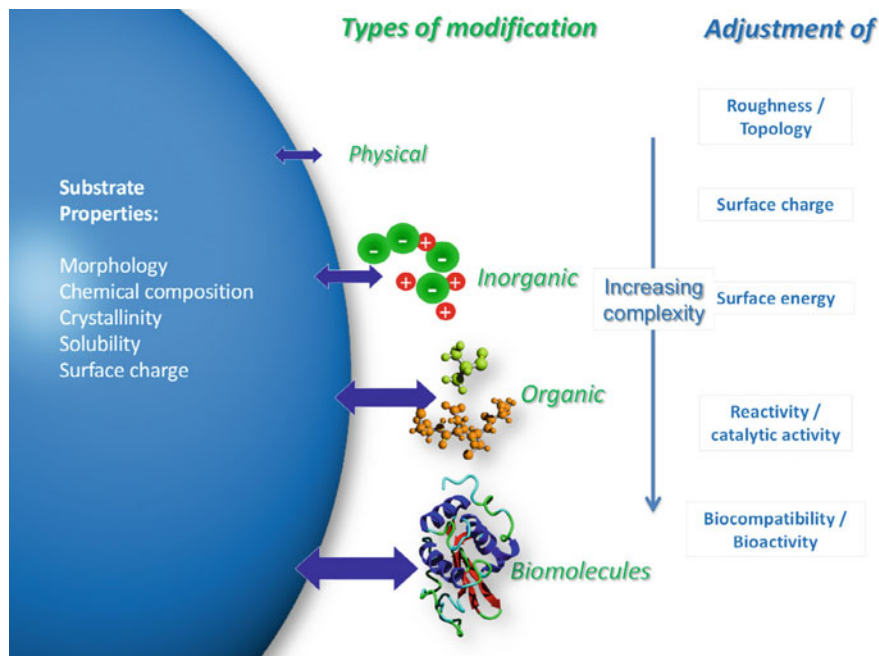 Types of modification
Adjustment of
Substrate
Properties:
Morphology
Chemical composition
Crystallinity
Solubility
Surface charge
Physical
- - +
-
+ - +
+
Inorganic
Organic
Biomolecules
Increasing
complexity
Roughness /
Topology
Surface charge
Surface energy
Reactivity /
catalytic activity
Biocompatibility /
Bioactivity